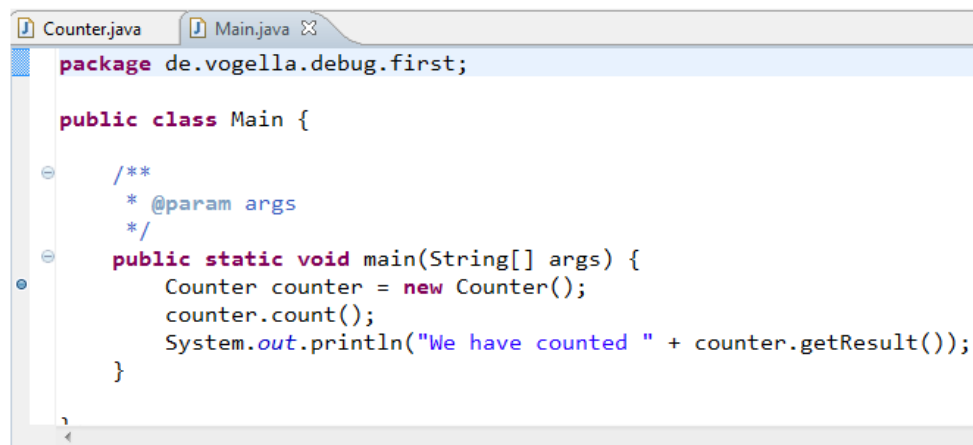 Counter.java Main.java
package de.vogella.debug.first;
public class Main {
/**
* @param args
*/
public static void main(String[] args) {
Counter counter = new Counter();
counter.count();
System.out.println("We have counted " + counter.getResult());
}
}